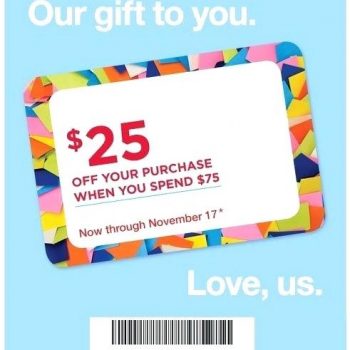 Our gift to you.
$25
OFF YOUR PURCHASE
WHEN YOU SPEND $75
Now through November 17*
Love, us.